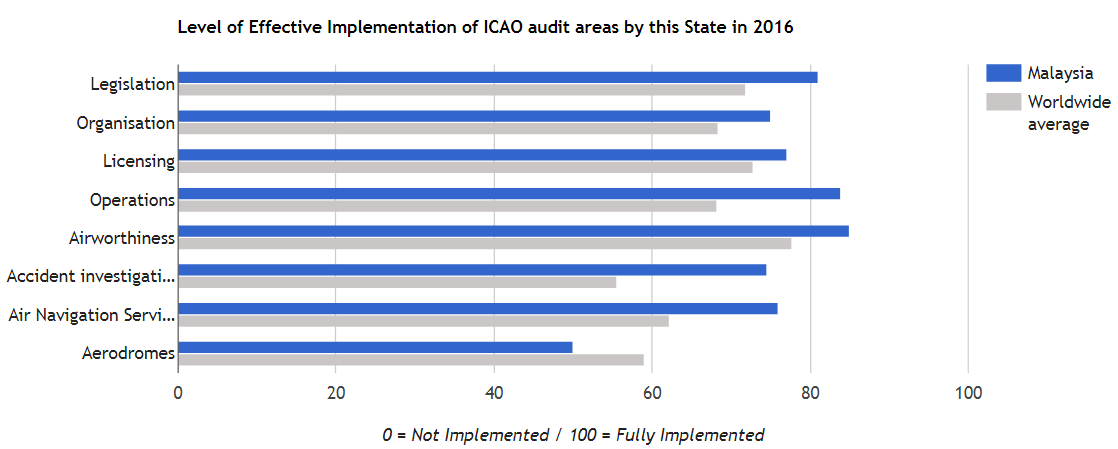 Level of Effective Implementation of ICAO audit areas by this State in 2016
Legislation
Organisation
Licensing
Operations
Airworthiness
Accident investigati...
Air Navigation Servi...
Aerodromes
0 20 40 60 80 100
0 = Not Implemented / 100 = Fully Implemented
Malaysia
Worldwide
average